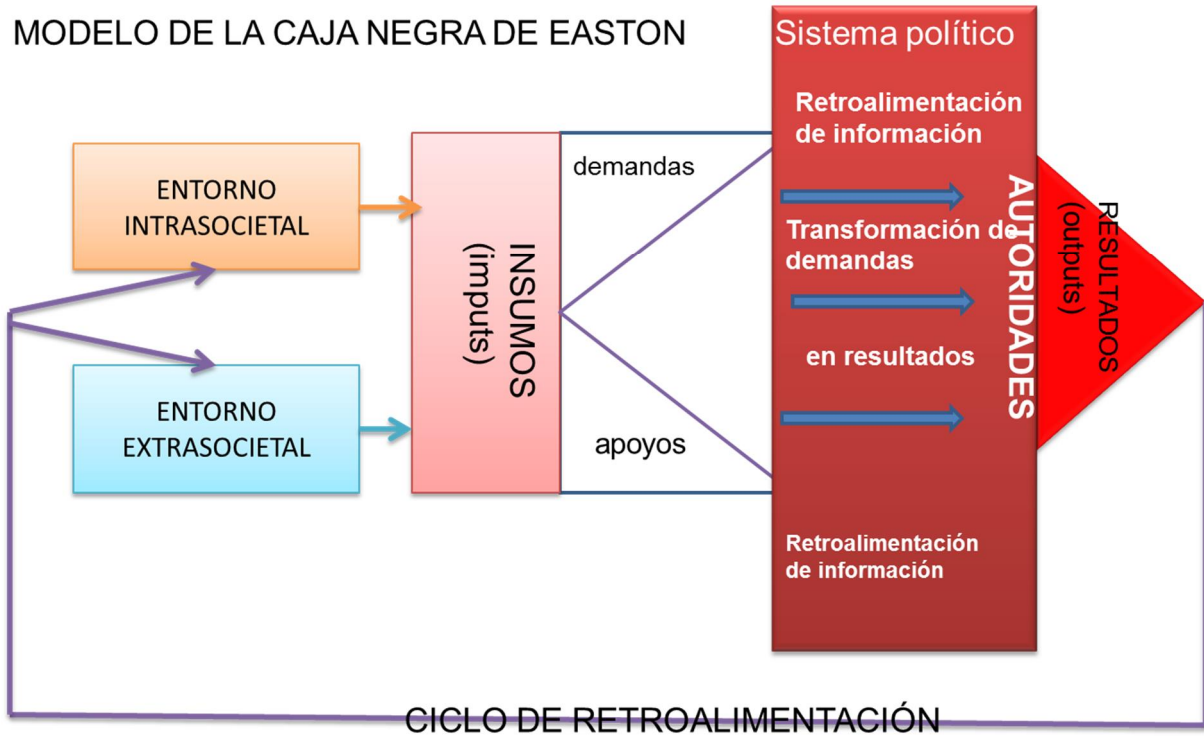 MODELO DE LA CAJA NEGRA DE EASTON
Sistema político
ENTORNO
INTRASOCIETAL
ENTORNO
EXTRASOCIETAL
INSUMOS
(imputs)
demandas
apoyos
Retroalimentación
de información
Transformación de
demandas
en resultados
Retroalimentación
de información
AUTORIDADES
RESULTADOS
(outputs)
CICLO DE RETROALIMENTACIÓN